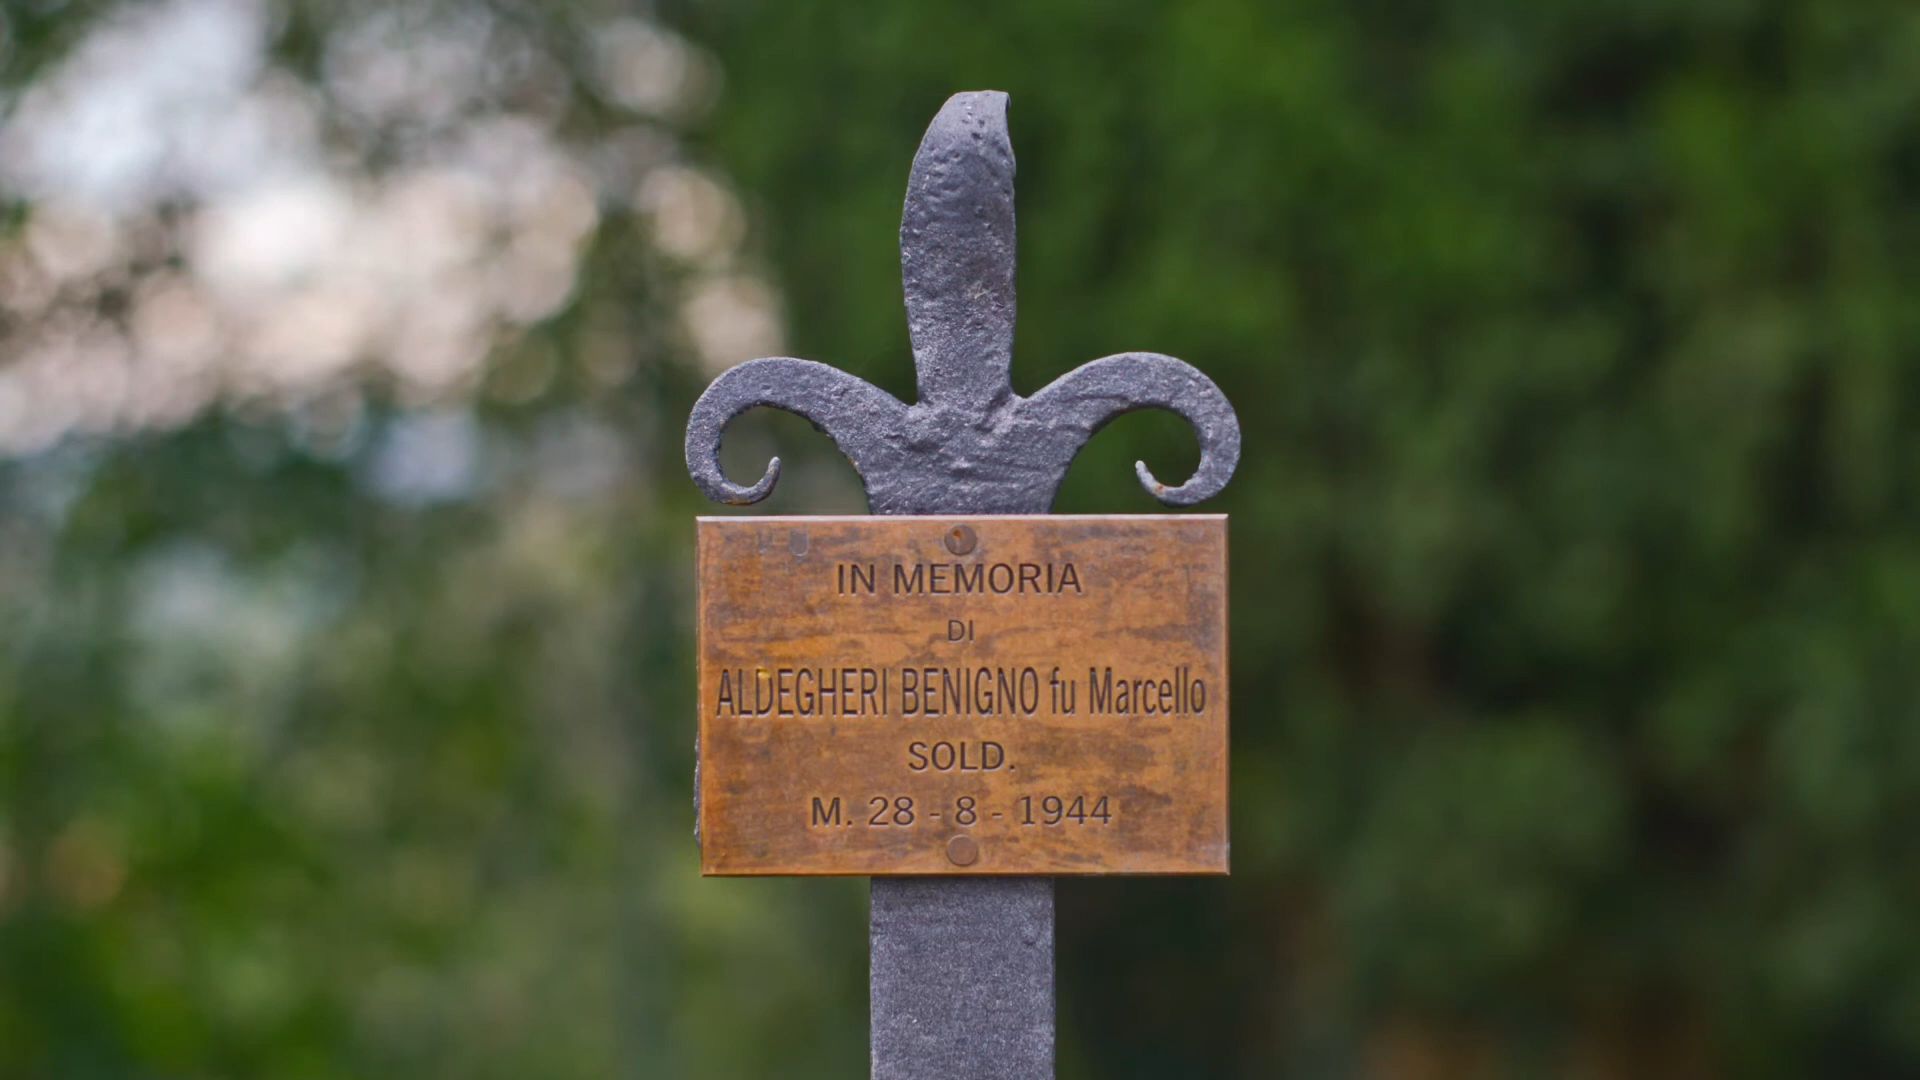 IN MEMORIA
DI
ALDEGHERI BENIGNO fu Marcello
SOLD.
M. 28 - 8 - 1944